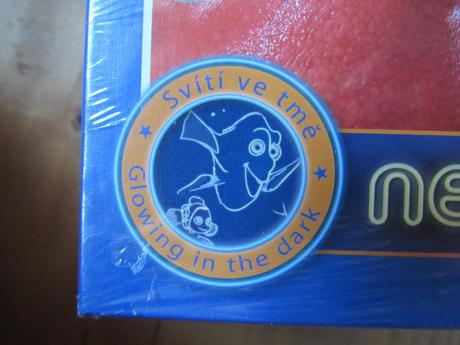 Svítí ve tmě
Glowing in the dark